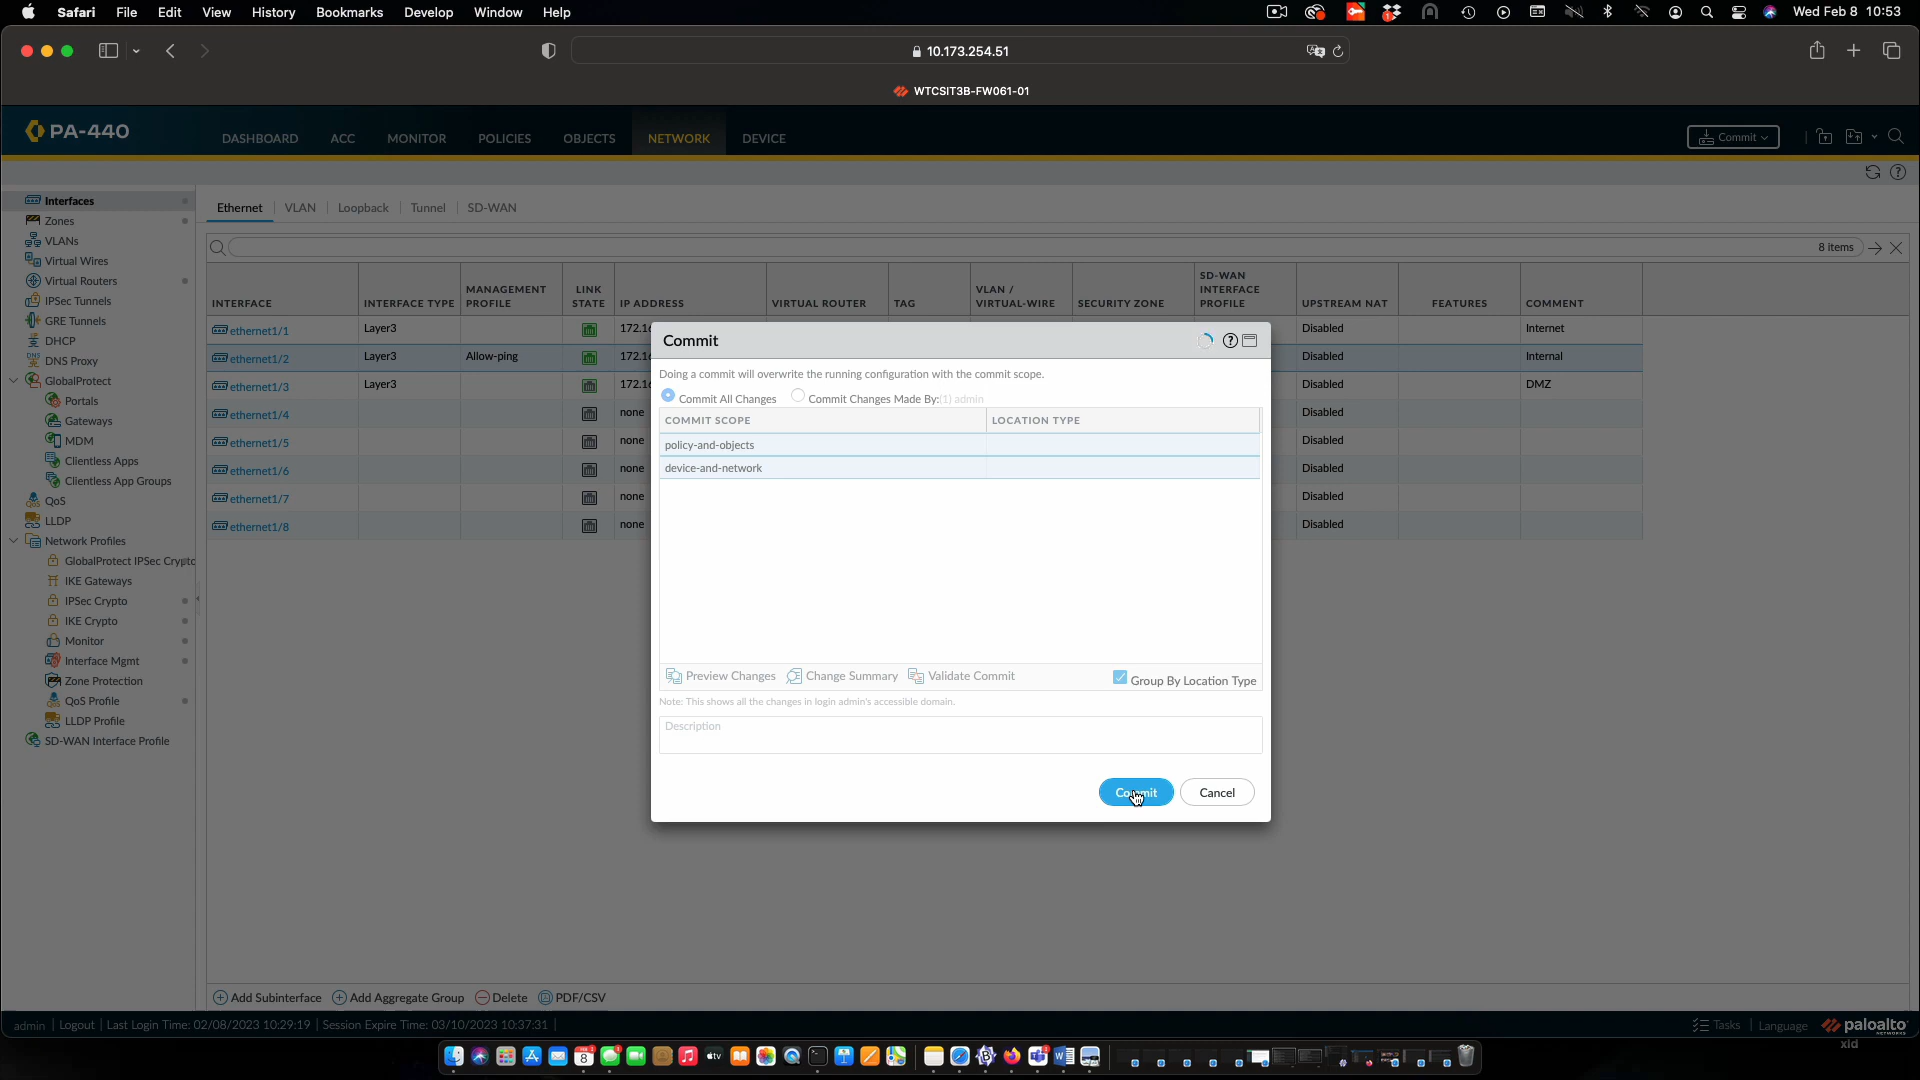 Safari File Edit View History Bookmarks Develop Window Help
Wed Feb 8 10:53
10.173.254.51
WTCSIT3B-FW061-01
PA-440
DASHBOARD ACC MONITOR POLICIES OBJECTS NETWORK DEVICE
Commit
Interfaces
Zones
VLANs
Virtual Wires
Virtual Routers
IPSec Tunnels
GRE Tunnels
DHCP
DNS Proxy
GlobalProtect
Portals
Gateways
MDM
Clientless Apps
Clientless App Groups
QoS
LLDP
Network Profiles
GlobalProtect IPSec Crypto
IKE Gateways
IPSec Crypto
IKE Crypto
Monitor
Interface Mgmt
Zone Protection
QoS Profile
LLDP Profile
SD-WAN Interface Profile
Ethernet VLAN Loopback Tunnel SD-WAN
8 items
INTERFACE INTERFACE TYPE MANAGEMENT PROFILE LINK STATE IP ADDRESS VIRTUAL ROUTER TAG VLAN / VIRTUAL-WIRE SECURITY ZONE SD-WAN INTERFACE PROFILE UPSTREAM NAT FEATURES COMMENT
ethernet1/1 Layer3 172.16 Disabled Internet
ethernet1/2 Layer3 Allow-ping 172.16 Disabled Internal
ethernet1/3 Layer3 172.16 Disabled DMZ
ethernet1/4 none Disabled
ethernet1/5 none Disabled
ethernet1/6 none Disabled
ethernet1/7 none Disabled
ethernet1/8 none Disabled
Commit
Doing a commit will overwrite the running configuration with the commit scope.
Commit All Changes Commit Changes Made By:(1) admin
COMMIT SCOPE LOCATION TYPE
policy-and-objects
device-and-network
Preview Changes Change Summary Validate Commit Group By Location Type
Note: This shows all the changes in login admin's accessible domain.
Description
Commit Cancel
Add Subinterface Add Aggregate Group Delete PDF/CSV
admin | Logout | Last Login Time: 02/08/2023 10:29:19 | Session Expire Time: 03/10/2023 10:37:31 |
Tasks | Language paloalto
NETWORKS
xld